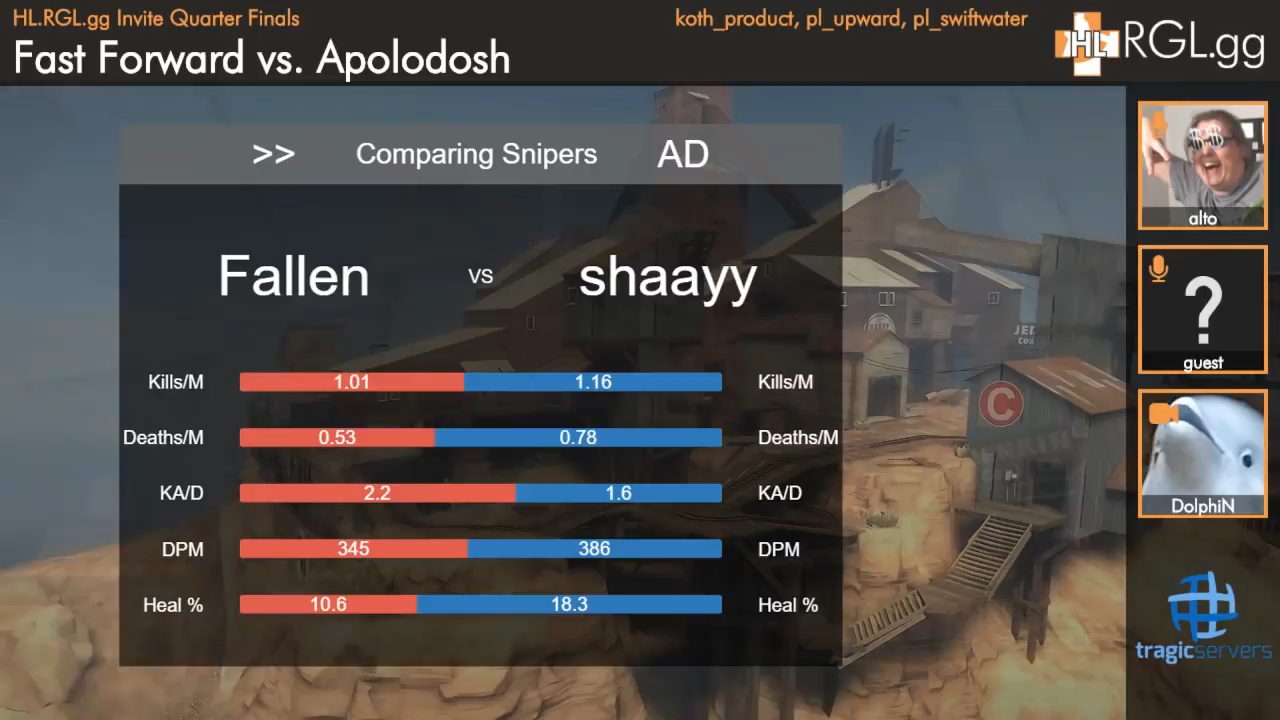 HL.RGL.gg Invite Quarter Finals
koth_product, pl_upward, pl_swiftwater
Fast Forward vs. Apolodosh
HL RGL.gg
>> Comparing Snipers AD
Fallen vs shaayy
Kills/M 1.01 1.16 Kills/M
Deaths/M 0.53 0.78 Deaths/M
KA/D 2.2 1.6 KA/D
DPM 345 386 DPM
Heal % 10.6 18.3 Heal %
C
alto
?
guest
DolphiN
tragicservers